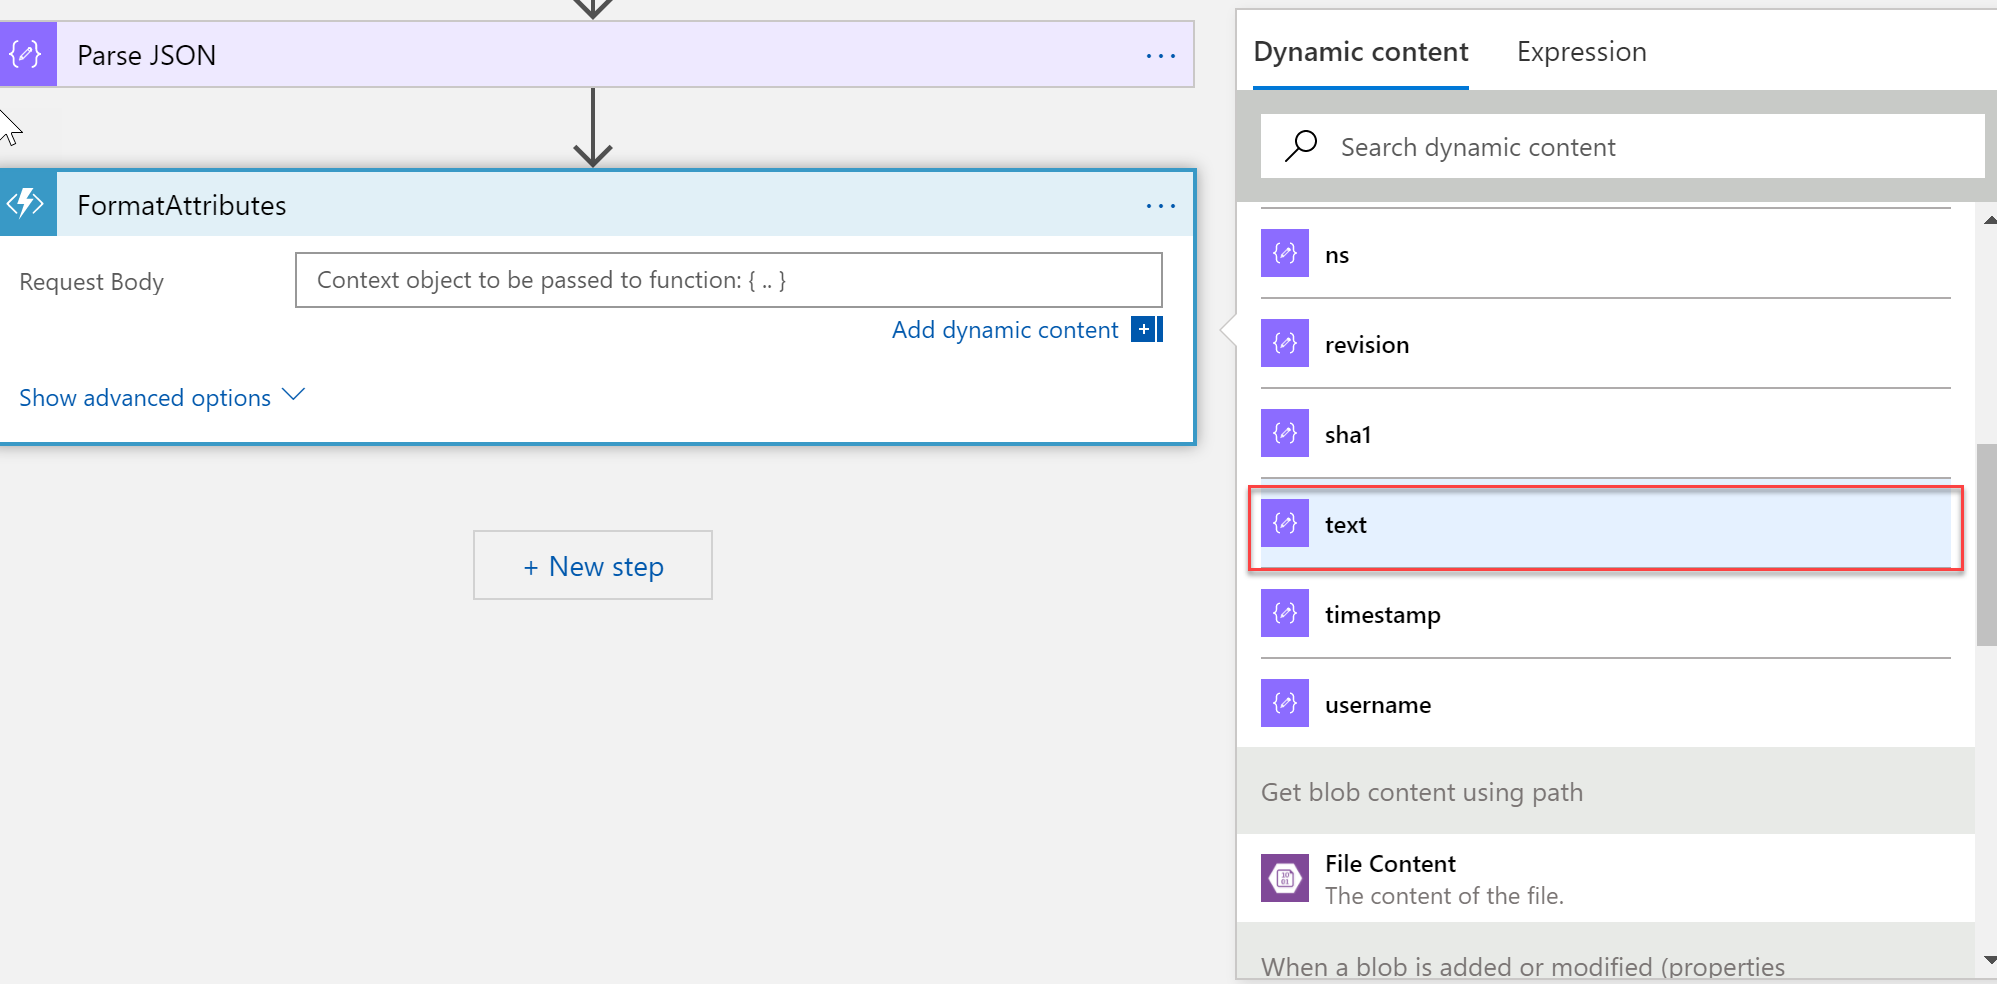 Parse JSON
...
FormatAttributes
...
Request Body
Context object to be passed to function: { .. }
Add dynamic content
Show advanced options
+ New step
Dynamic content
Expression
Search dynamic content
ns
revision
sha1
text
timestamp
username
Get blob content using path
File Content
The content of the file.
When a blob is added or modified (properties